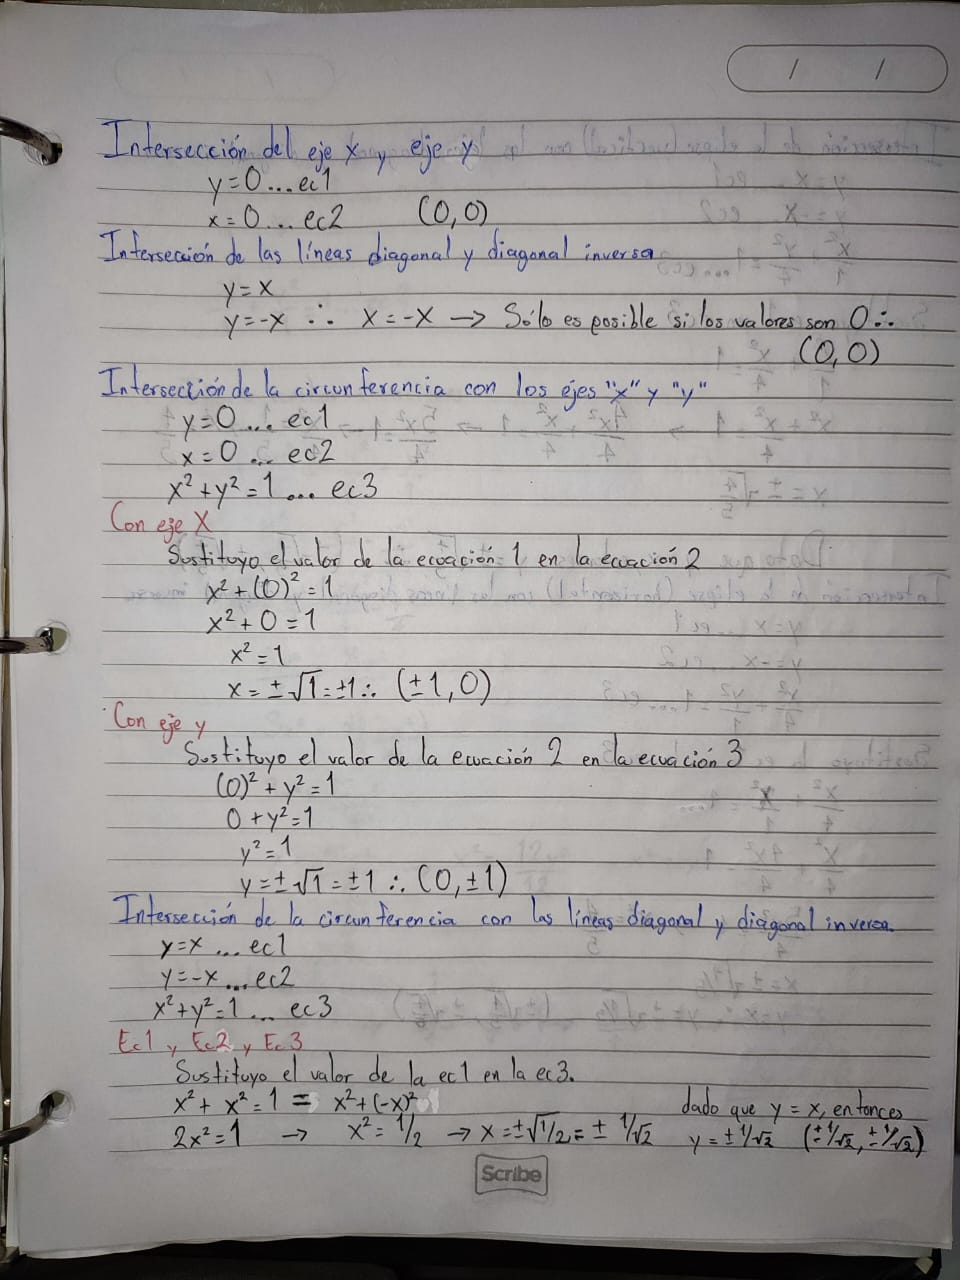 / /
Intersección del eje x y eje y
y=0...ec1
x=0... ec2 (0,0)
Intersección de las líneas diagonal y diagonal inversa
y=x
y=-x ∴ x=-x → Sólo es posible si los valores son 0∴
(0,0)
Intersección de la circunferencia con los ejes "x" y "y"
y=0... ec1
x=0... ec2
x²+y²=1... ec3
Con eje X
Sustituyo el valor de la ecuación 1 en la ecuación 2
x²+(0)²=1
x²+0=1
x²=1
x=±√1=±1∴ (±1,0)
Con eje y
Sustituyo el valor de la ecuación 2 en la ecuación 3
(0)²+y²=1
0+y²=1
y²=1
y=±√1=±1 ∴ (0,±1)
Intersección de la circunferencia con las líneas diagonal y diagonal inversa.
y=x ...ec1
y=-x...ec2
x²+y²=1... ec3
Ec1 y Ec2 y Ec3
Sustituyo el valor de la ec1 en la ec3.
x²+x²=1 = x²+(-x)² dado que y=x, entonces
2x²=1 → x²=1/2 → x=±√1/2=± 1/√2 y=±1/√2 (±1/√2,±1/√2)
Scribe